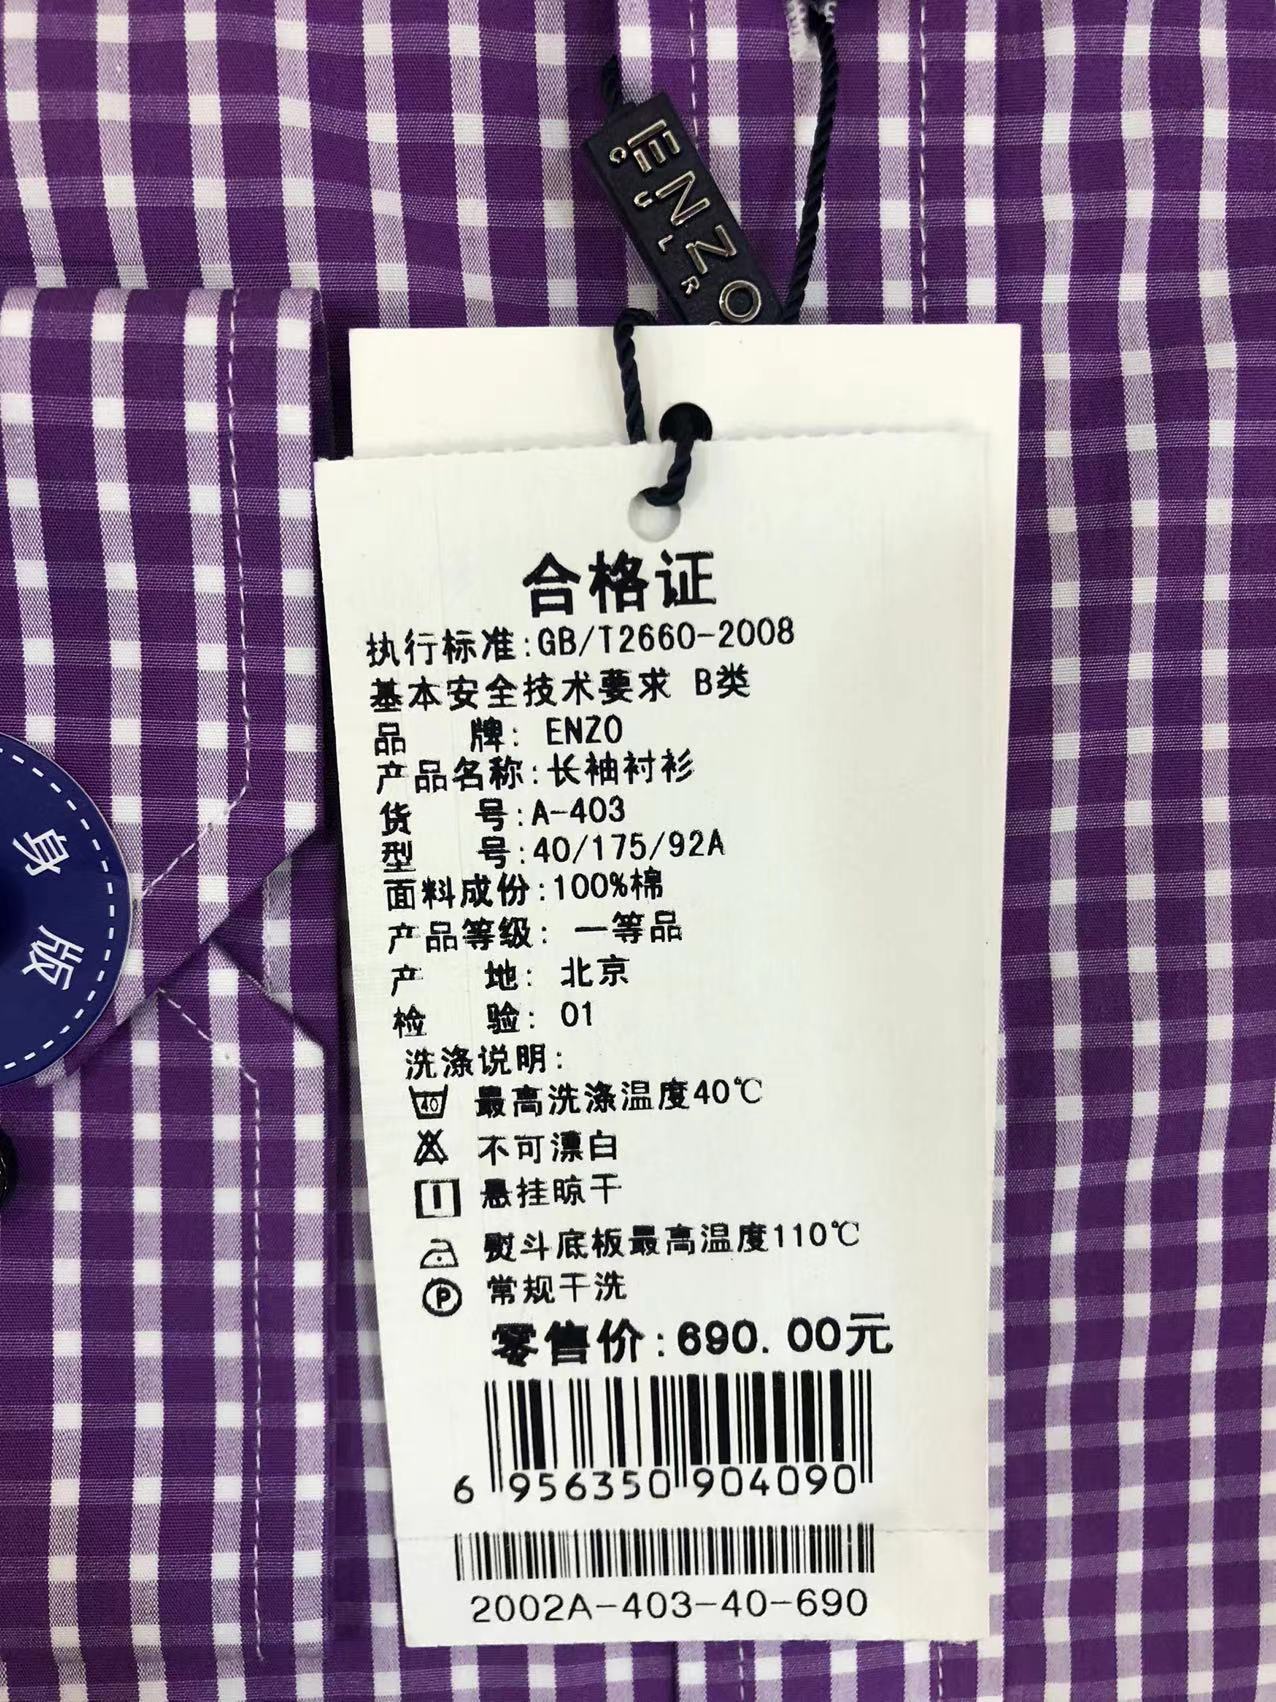 ENZO
CULR
合格证
执行标准:GB/T2660-2008
基本安全技术要求 B类
品 牌: ENZO
产品名称:长袖衬衫
货 号:A-403
型 号:40/175/92A
面料成份:100%棉
产品等级: 一等品
产 地: 北京
检 验: 01
洗涤说明:
40 最高洗涤温度40℃
不可漂白
悬挂晾干
熨斗底板最高温度110℃
P 常规干洗
零售价:690.00元
6 956350 904090
2002A-403-40-690
身版